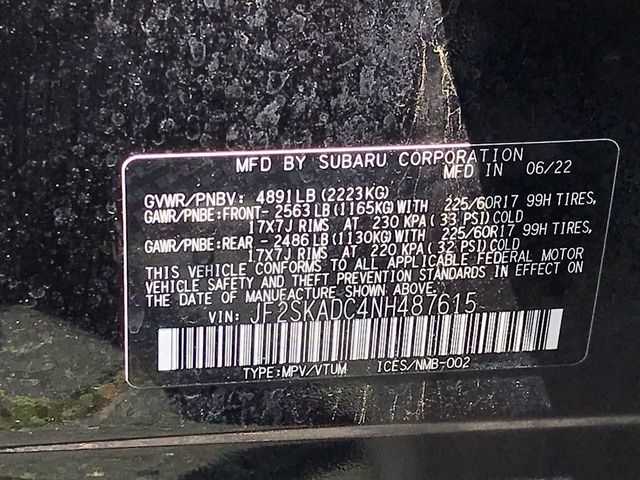 MFD BY SUBARU CORPORATION
MFD IN 06/22
GVWR/PNBV: 4891LB (2223KG)
GAWR/PNBE:FRONT- 2563 LB (1165KG) WITH 225/60R17 99H TIRES,
17X7J RIMS AT 230 KPA (33 PSI) COLD
GAWR/PNBE:REAR - 2486 LB (1130KG) WITH 225/60R17 99H TIRES,
17X7J RIMS AT 220 KPA (32 PSI) COLD
THIS VEHICLE CONFORMS TO ALL APPLICABLE FEDERAL MOTOR
VEHICLE SAFETY AND THEFT PREVENTION STANDARDS IN EFFECT ON
THE DATE OF MANUFACTURE SHOWN ABOVE.
VIN: JF2SKADC4NH487615
TYPE:MPV/VTUM ICES/NMB-002